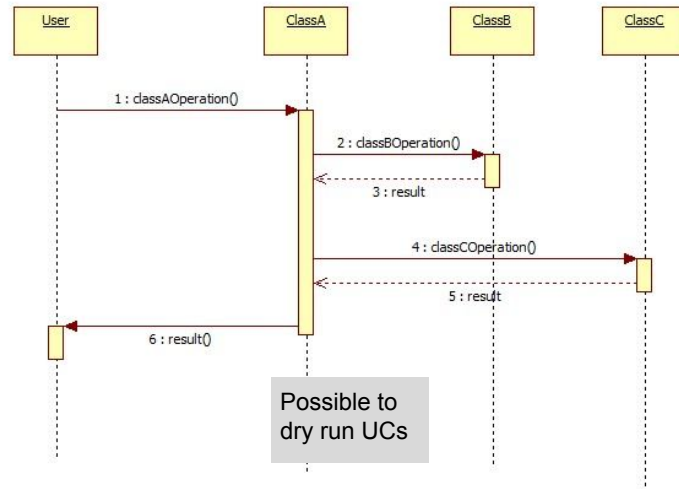 User
ClassA
ClassB
ClassC
1 : classAOperation()
2 : classBOperation()
3 : result
4 : classCOperation()
5 : result
6 : result()
Possible to
dry run UCs